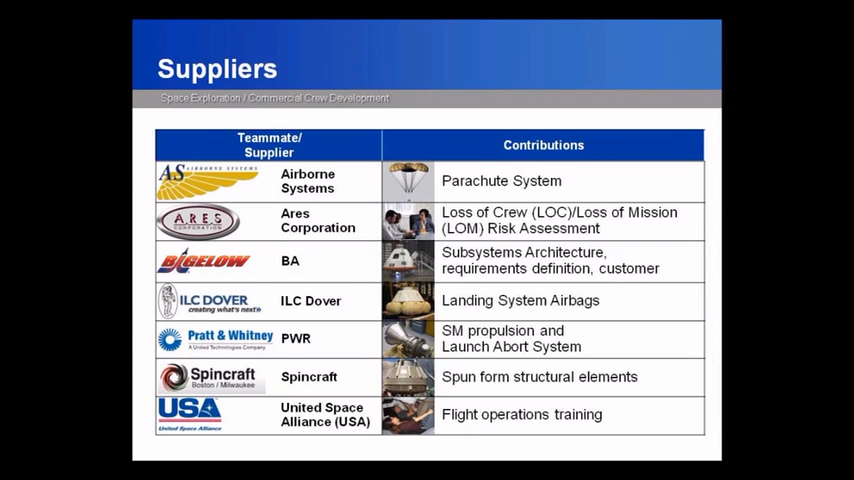 Suppliers
Space Exploration / Commercial Crew Development
Teammate/
Supplier
Contributions
AS AIRBORNE SYSTEMS
Airborne
Systems
Parachute System
A.R.E.S
CORPORATION
Ares
Corporation
Loss of Crew (LOC)/Loss of Mission
(LOM) Risk Assessment
BIGELOW
BA
Subsystems Architecture,
requirements definition, customer
ILC DOVER
creating what's next
ILC Dover
Landing System Airbags
Pratt & Whitney
A United Technologies Company
PWR
SM propulsion and
Launch Abort System
Spincraft
Boston / Milwaukee
Spincraft
Spun form structural elements
USA
United Space Alliance
United Space
Alliance (USA)
Flight operations training